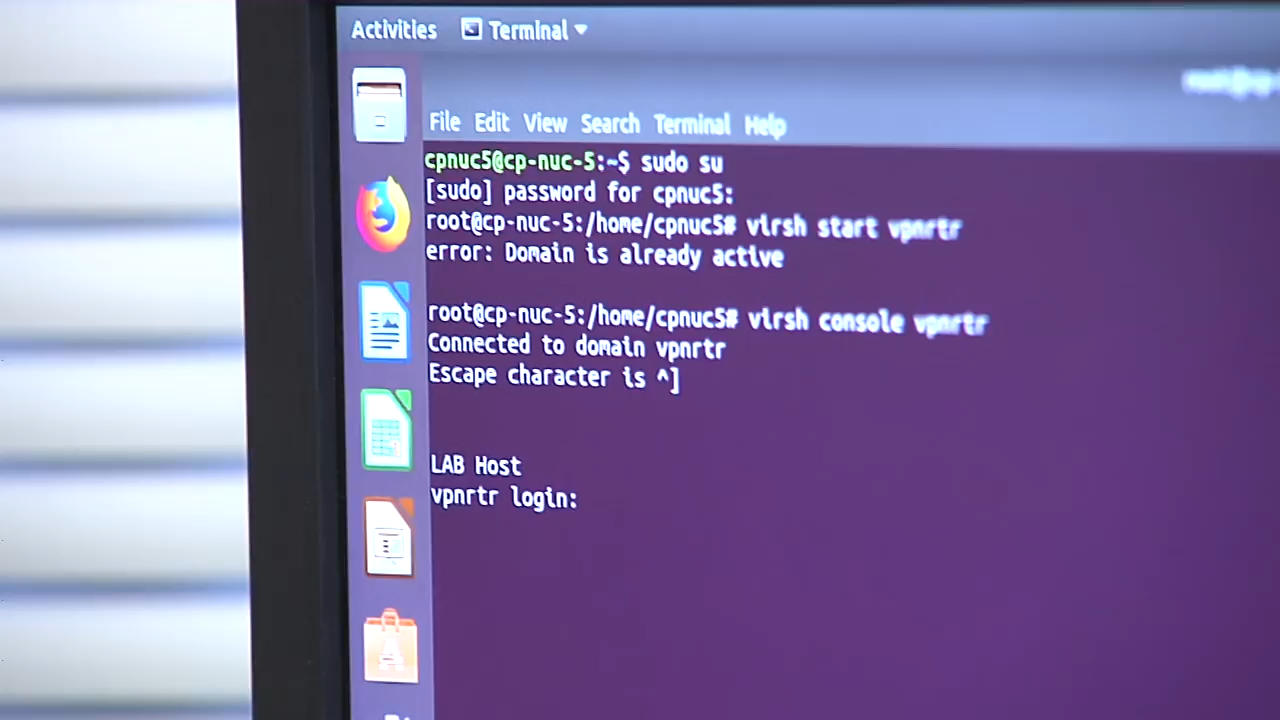 Activities Terminal
File Edit View Search Terminal Help
cpnuc5@cp-nuc-5:~$ sudo su
[sudo] password for cpnuc5:
root@cp-nuc-5:/home/cpnuc5# virsh start vpnrtr
error: Domain is already active
root@cp-nuc-5:/home/cpnuc5# virsh console vpnrtr
Connected to domain vpnrtr
Escape character is ^]
LAB Host
vpnrtr login: